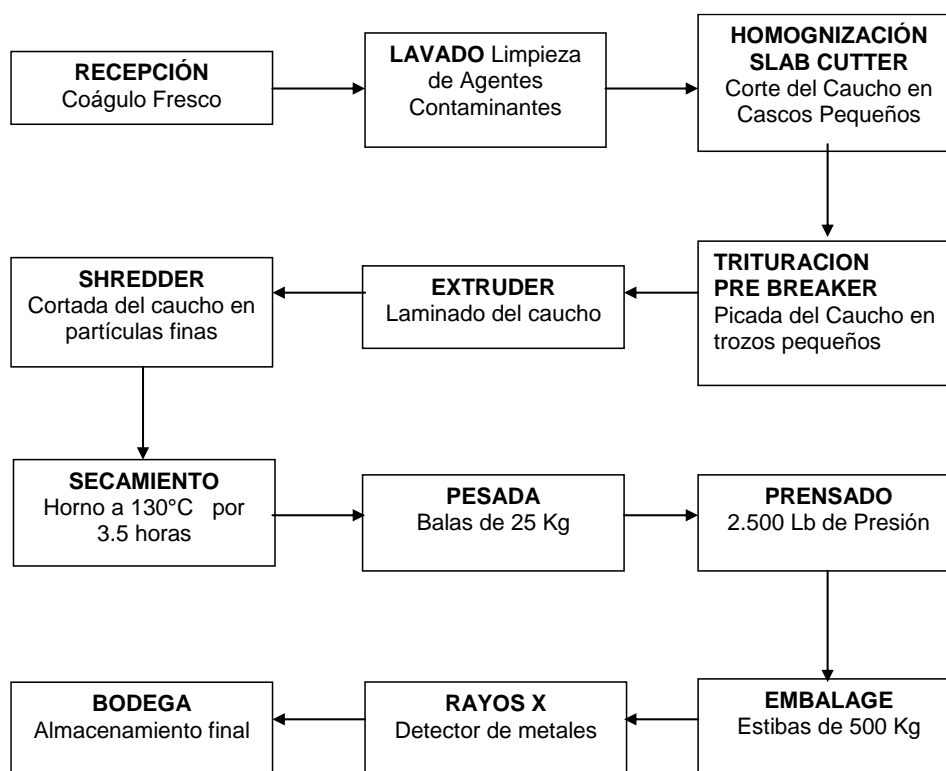 RECEPCIÓN
Coágulo Fresco
LAVADO Limpieza
de Agentes
Contaminantes
HOMOGNIZACIÓN
SLAB CUTTER
Corte del Caucho en
Cascos Pequeños
TRITURACION
PRE BREAKER
Picada del Caucho en
trozos pequeños
EXTRUDER
Laminado del caucho
SHREDDER
Cortada del caucho en
partículas finas
SECAMIENTO
Horno a 130°C por
3.5 horas
PESADA
Balas de 25 Kg
PRENSADO
2.500 Lb de Presión
EMBALAGE
Estibas de 500 Kg
RAYOS X
Detector de metales
BODEGA
Almacenamiento final